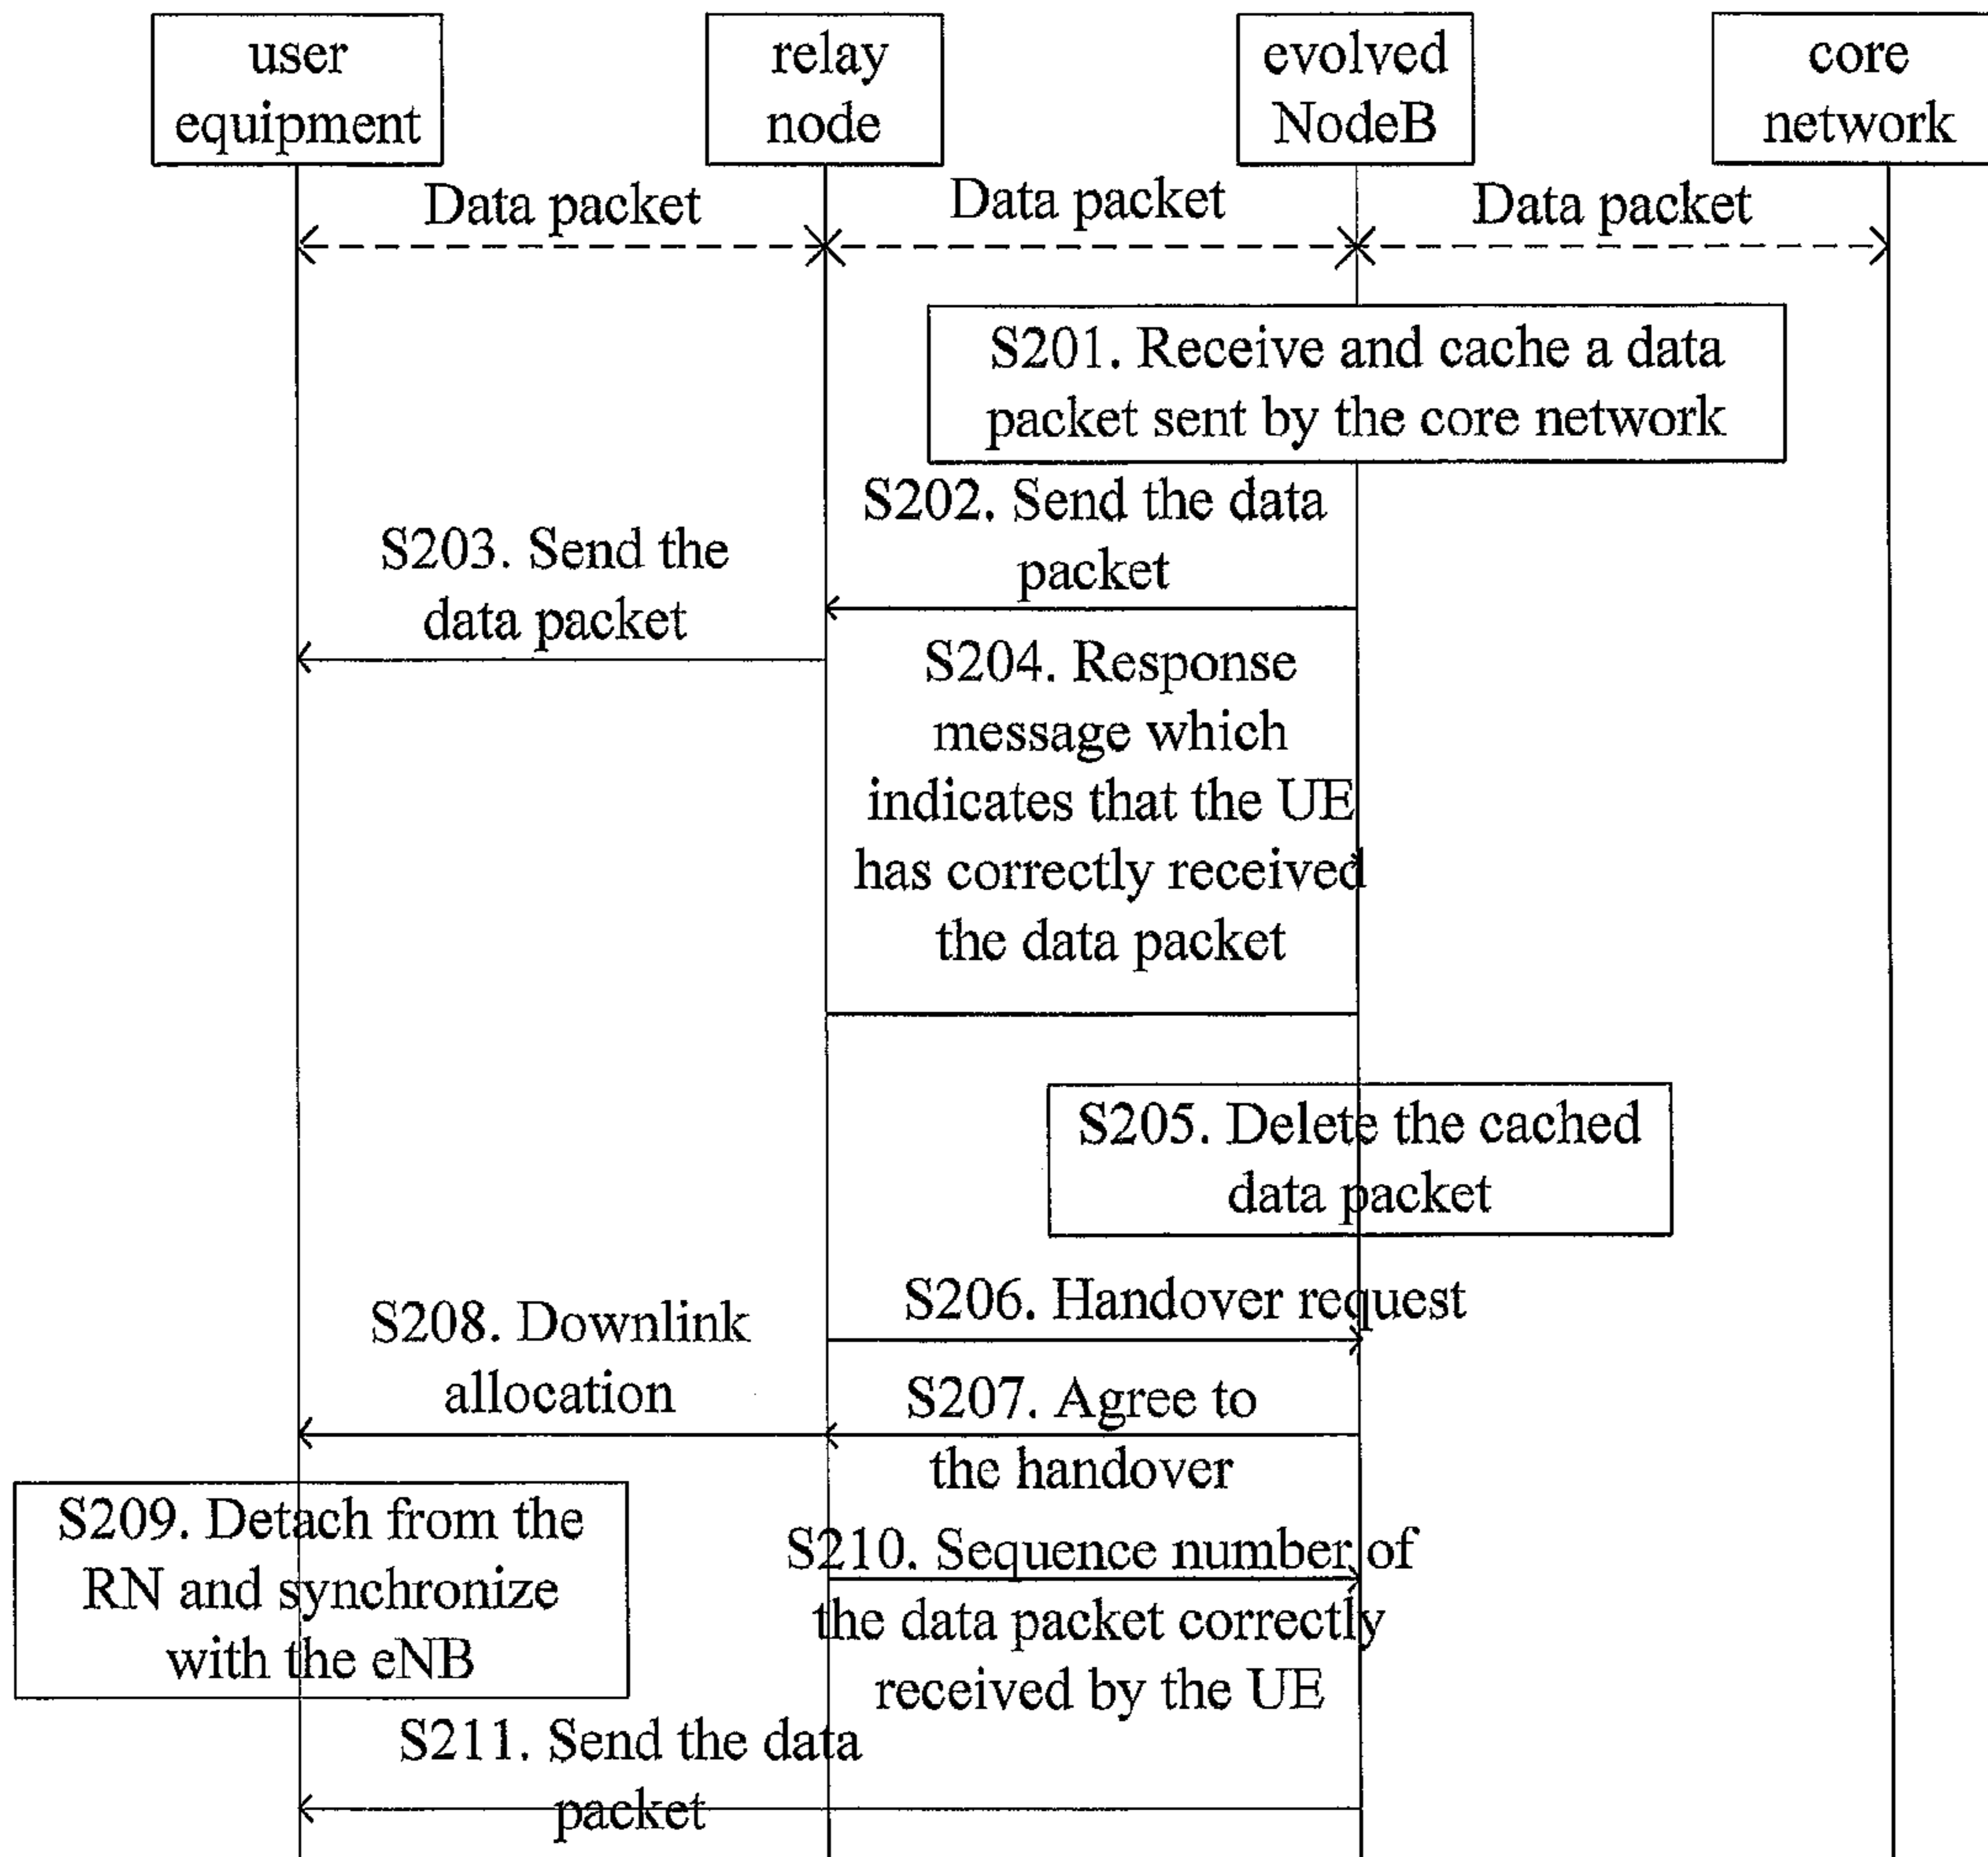 user
equipment
relay
node
evolved
NodeB
core
network
Data packet
Data packet
Data packet
S201. Receive and cache a data
packet sent by the core network
S202. Send the data
packet
S203. Send the
data packet
S204. Response
message which
indicates that the UE
has correctly received
the data packet
S205. Delete the cached
data packet
S206. Handover request
S208. Downlink
allocation
S207. Agree to
the handover
S209. Detach from the
RN and synchronize
with the eNB
S210. Sequence number of
the data packet correctly
received by the UE
S211. Send the data
packet